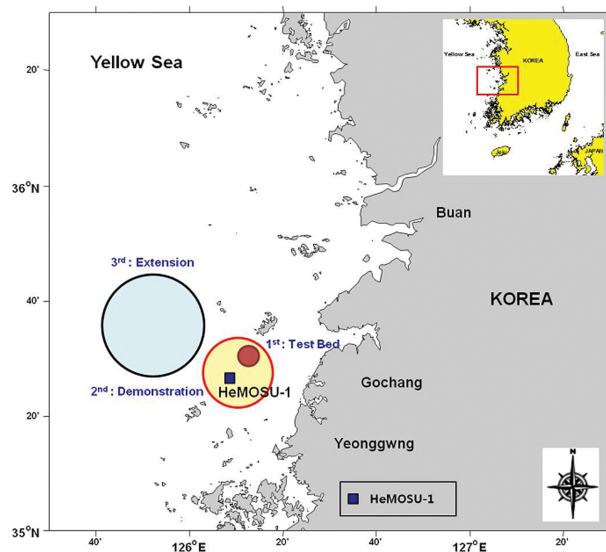 Yellow Sea
20'
36°N
40'
20'
35°N
Yellow Sea
KOREA
East Sea
Jeju
JAPAN
Buan
3rd : Extension
KOREA
1st : Test Bed
2nd : Demonstration
HeMOSU-1
Gochang
Yeonggwng
HeMOSU-1
40'
126°E
20'
40'
127°E
20'